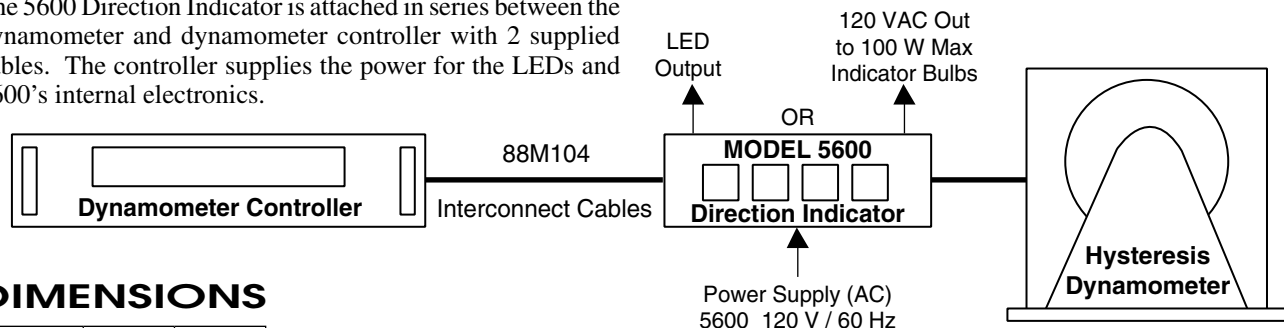 5600 Direction Indicator is attached in series between the
dynamometer and dynamometer controller with 2 supplied
cables. The controller supplies the power for the LEDs and
5600's internal electronics.
LED
Output
120 VAC Out
to 100 W Max
Indicator Bulbs
OR
88M104
Interconnect Cables
MODEL 5600
Direction Indicator
Dynamometer Controller
Hysteresis
Dynamometer
Power Supply (AC)
5600 120 V / 60 Hz
DIMENSIONS